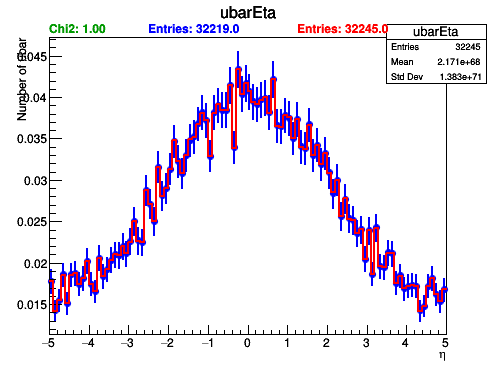 ubarEta
Chi2: 1.00 Entries: 32219.0 Entries: 32245.0
ubarEta
Entries 32245
Mean 2.171e+68
Std Dev 1.383e+71
Number of ubar
0.045
0.04
0.035
0.03
0.025
0.02
0.015
−5 −4 −3 −2 −1 0 1 2 3 4 5
η